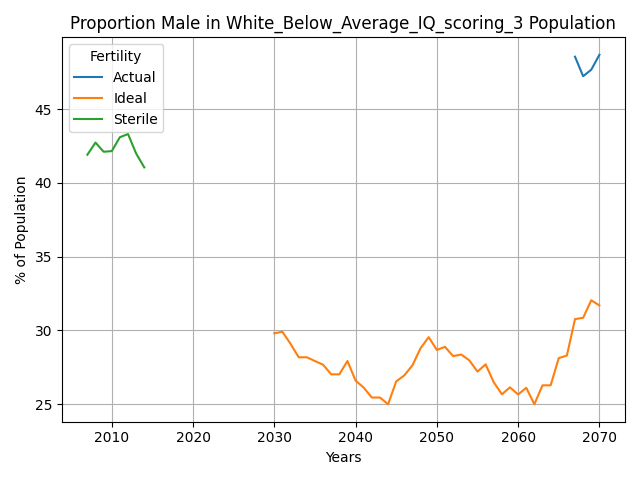 Proportion Male in White_Below_Average_IQ_scoring_3 Population
Fertility
Actual
Ideal
Sterile
% of Population
45
40
35
30
25
2010 2020 2030 2040 2050 2060 2070
Years